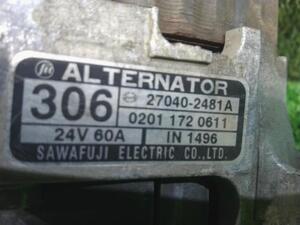 ALTERNATOR
306
27040-2481A
0201 172 0611
24V 60A IN 1496
SAWAFUJI ELECTRIC CO.,LTD.